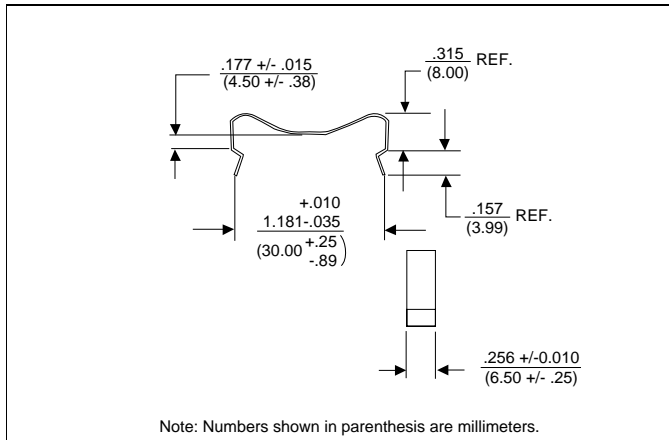 .177 +/- .015
(4.50 +/- .38)
.315 REF.
(8.00)
+.010
1.181-.035
(30.00 +.25
-.89)
.157 REF.
(3.99)
.256 +/-0.010
(6.50 +/- .25)
Note: Numbers shown in parenthesis are millimeters.